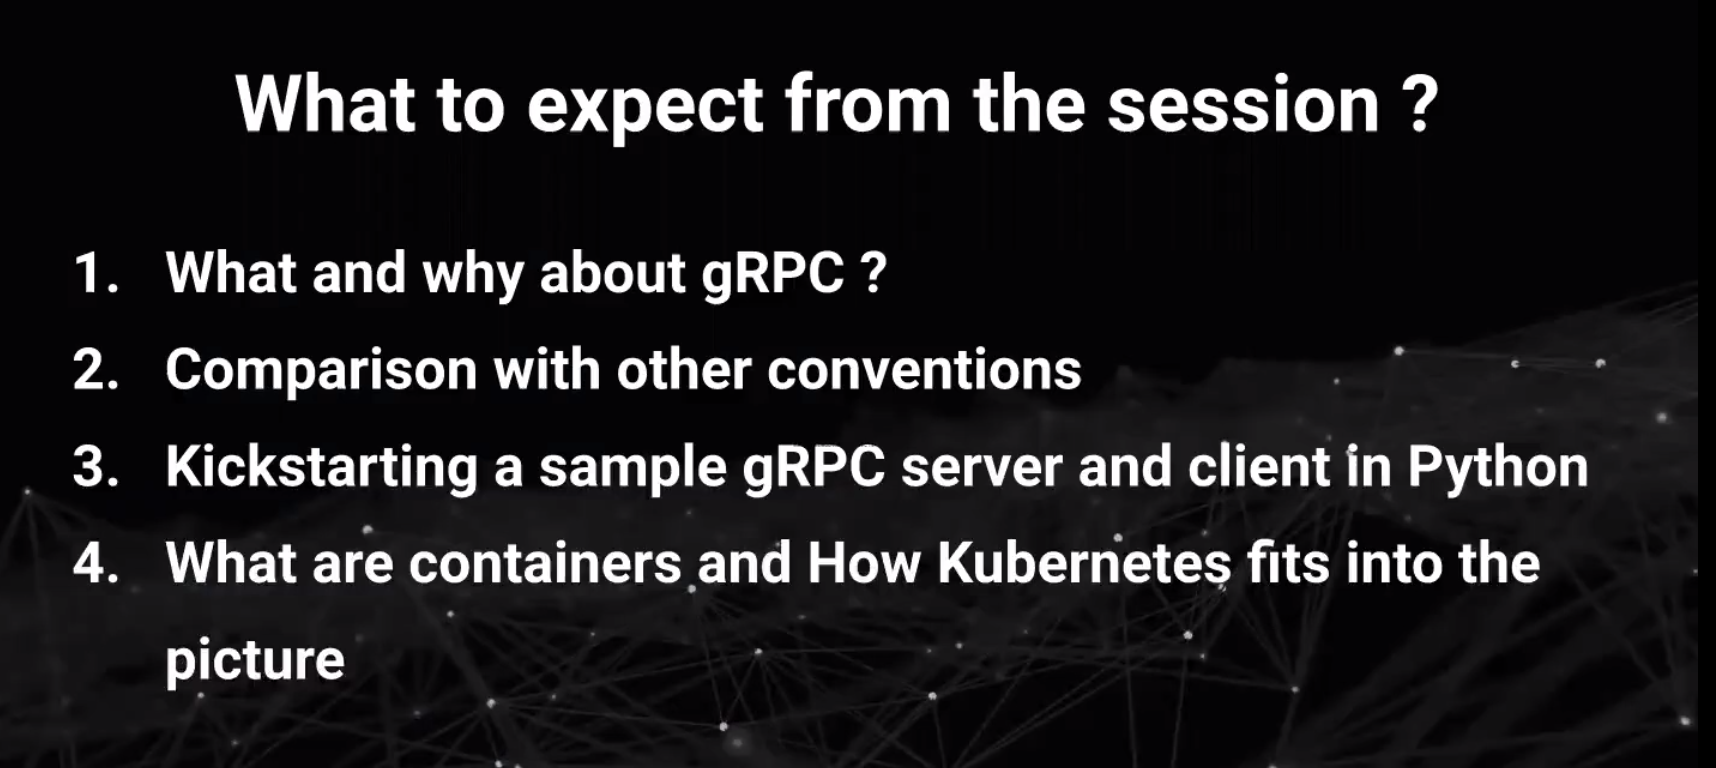 What to expect from the session ?
1. What and why about gRPC ?
2. Comparison with other conventions
3. Kickstarting a sample gRPC server and client in Python
4. What are containers and How Kubernetes fits into the
picture